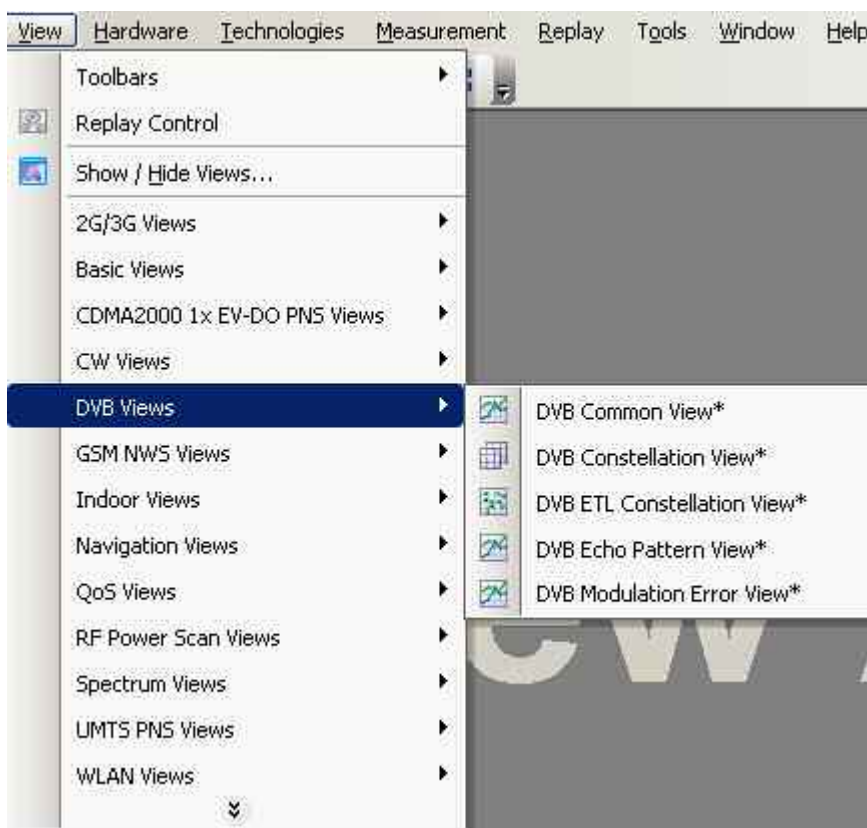 View Hardware Technologies Measurement Replay Tools Window Help
Toolbars
Replay Control
Show / Hide Views...
2G/3G Views
Basic Views
CDMA2000 1x EV-DO PNS Views
CW Views
DVB Views
DVB Common View*
DVB Constellation View*
DVB ETL Constellation View*
DVB Echo Pattern View*
DVB Modulation Error View*
GSM NWS Views
Indoor Views
Navigation Views
QoS Views
RF Power Scan Views
Spectrum Views
UMTS PNS Views
WLAN Views